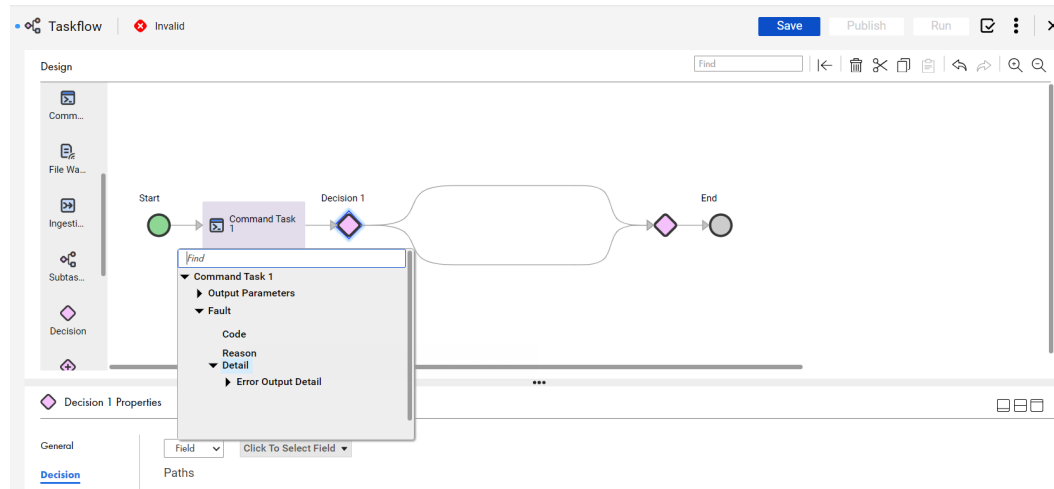 Taskflow
Invalid
Save
Publish
Run
Design
Find
Comm...
File Wa...
Ingesti...
Subtas...
Decision
Start
Command Task
1
Decision 1
End
Find
Command Task 1
Output Parameters
Fault
Code
Reason
Detail
Error Output Detail
Decision 1 Properties
General
Decision
Field
Click To Select Field
Paths